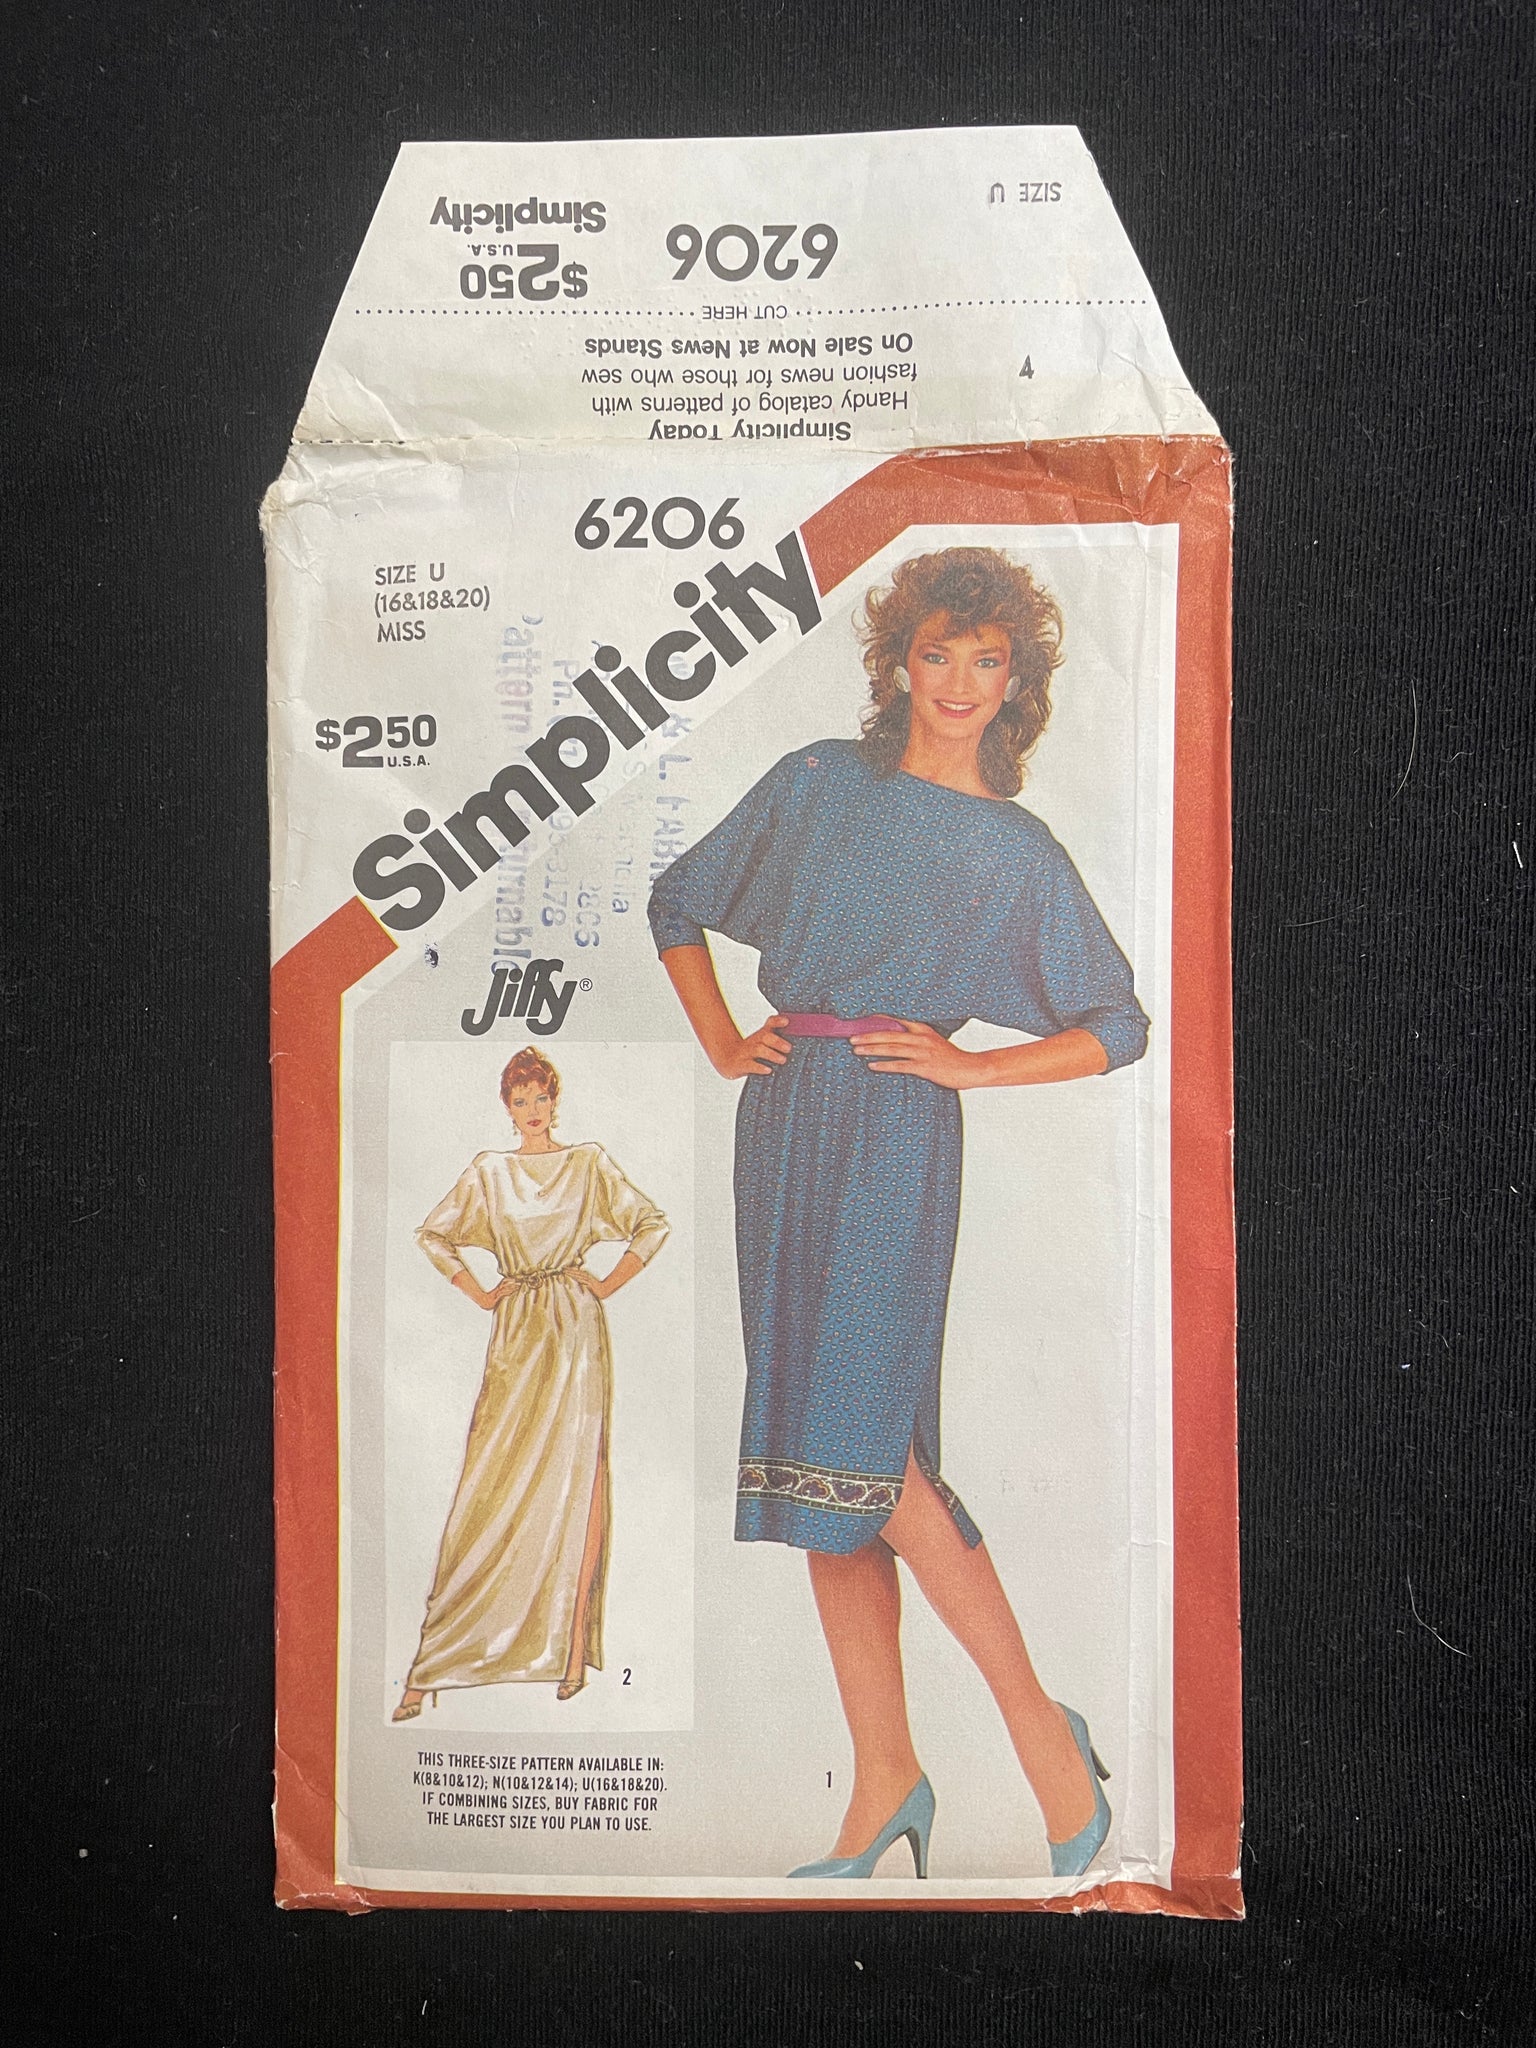 SIZE U
6206
Simplicity
$2.50
U.S.A.
CUT HERE
Simplicity Today
Handy catalog of patterns with
fashion news for those who sew
On Sale Now at News Stands
4
6206
SIZE U
(16&18&20)
MISS
$2.50
U.S.A.
Simplicity
Jiffy®
2
1
THIS THREE-SIZE PATTERN AVAILABLE IN:
K(8&10&12); N(10&12&14); U(16&18&20).
IF COMBINING SIZES, BUY FABRIC FOR
THE LARGEST SIZE YOU PLAN TO USE.